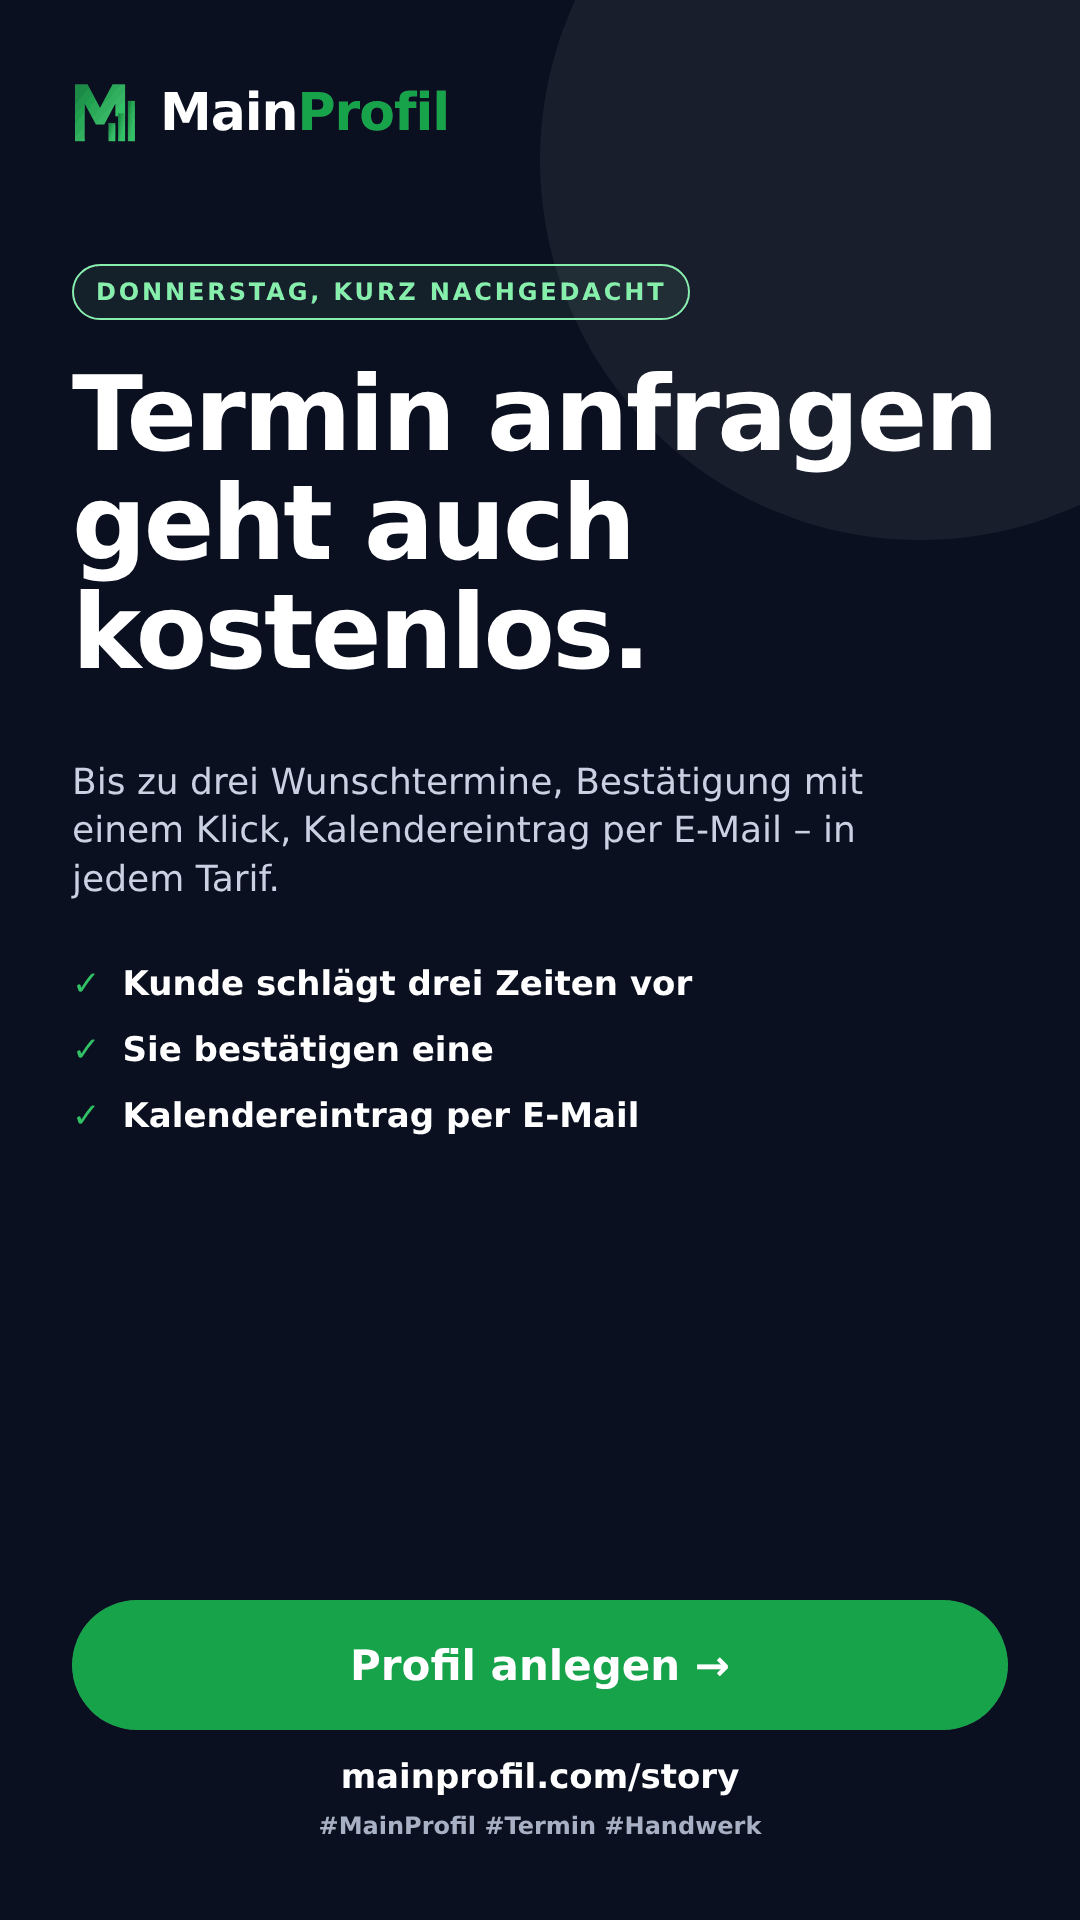 MainProfil
DONNERSTAG, KURZ NACHGEDACHT
Termin anfragen
geht auch
kostenlos.
Bis zu drei Wunschtermine, Bestätigung mit
einem Klick, Kalendereintrag per E-Mail – in
jedem Tarif.
✓ Kunde schlägt drei Zeiten vor
✓ Sie bestätigen eine
✓ Kalendereintrag per E-Mail
Profil anlegen →
mainprofil.com/story
#MainProfil #Termin #Handwerk